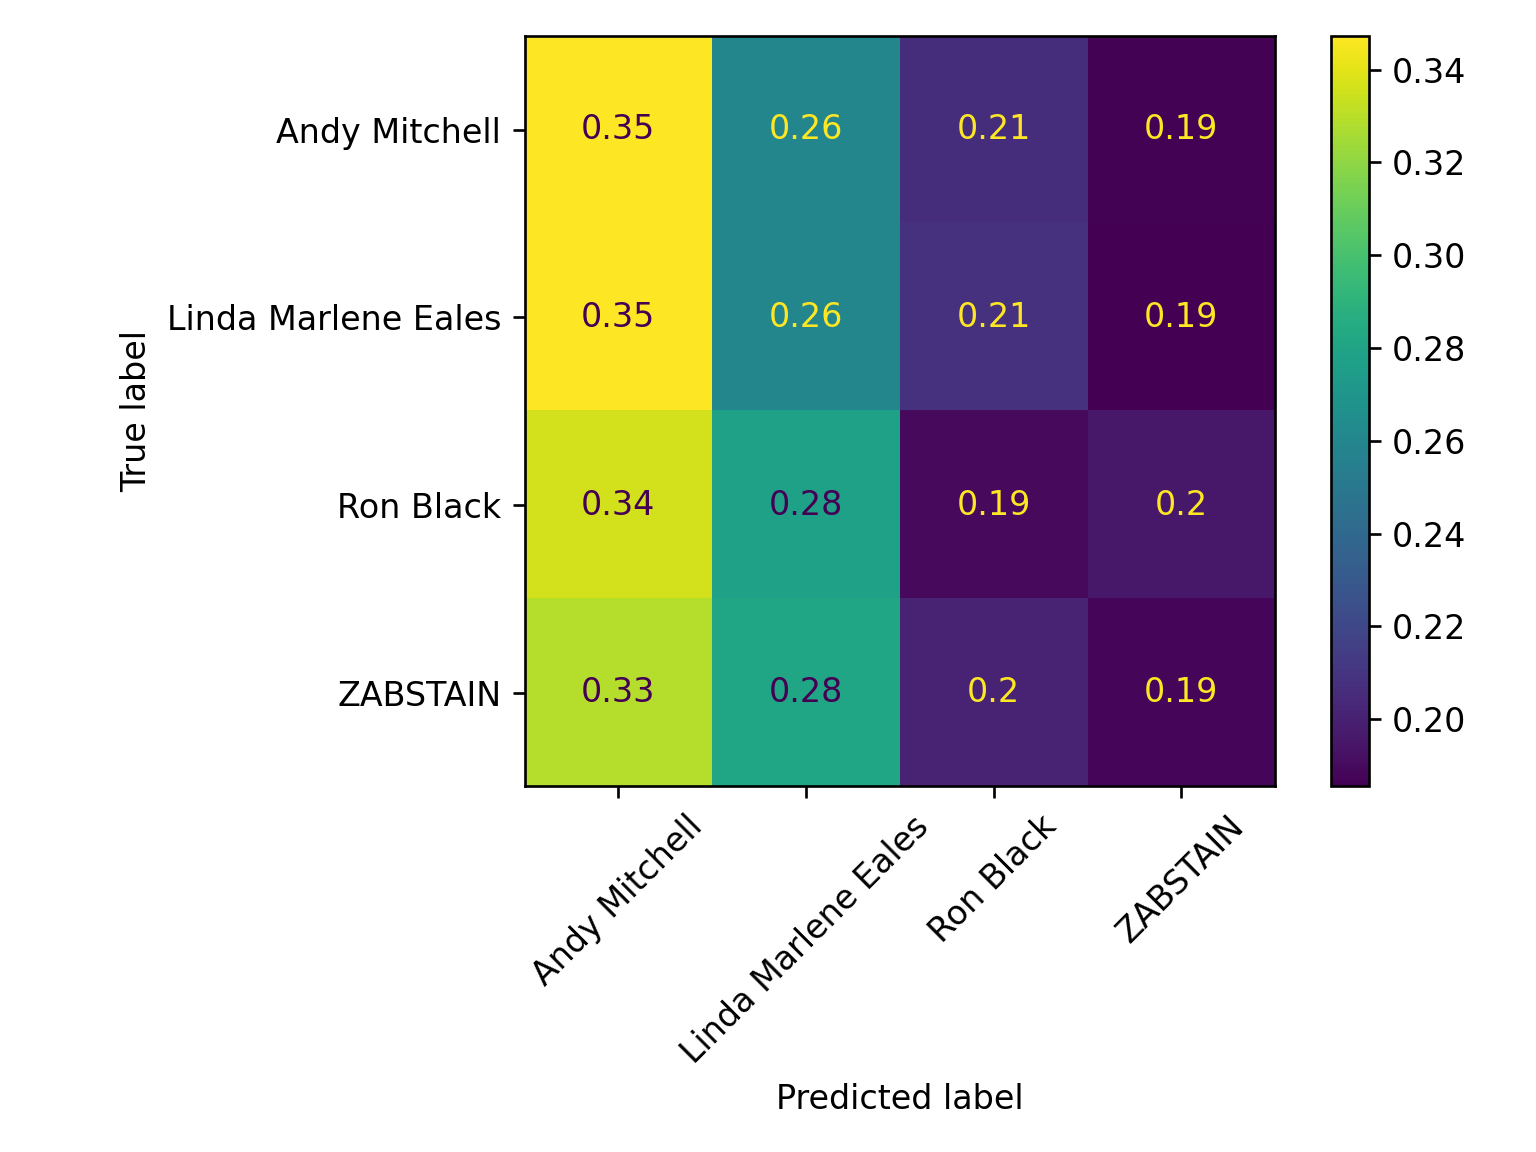 True label
Andy Mitchell 0.35 0.26 0.21 0.19
Linda Marlene Eales 0.35 0.26 0.21 0.19
Ron Black 0.34 0.28 0.19 0.2
ZABSTAIN 0.33 0.28 0.2 0.19
Andy Mitchell
Linda Marlene Eales
Ron Black
ZABSTAIN
Predicted label
0.34
0.32
0.30
0.28
0.26
0.24
0.22
0.20